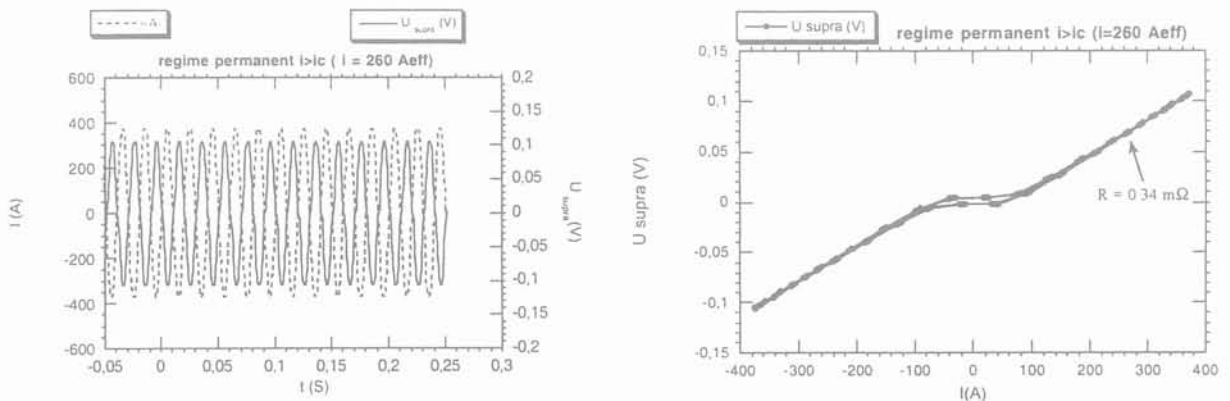 U supra (V)
regime permanent i>ic ( i = 260 Aeff)
600
400
200
0
-200
-400
-600
I(A)
0,2
0,15
0,1
0,05
0
-0,05
-0,1
-0,15
-0,2
U supra (V)
-0,05 0 0,05 0,1 0,15 0,2 0,25 0,3
t (S)
U supra (V)
regime permanent i>ic (i=260 Aeff)
0,15
0,1
0,05
0
-0,05
-0,1
-0,15
U supra (V)
R = 0 34 mΩ
-400 -300 -200 -100 0 100 200 300 400
I(A)